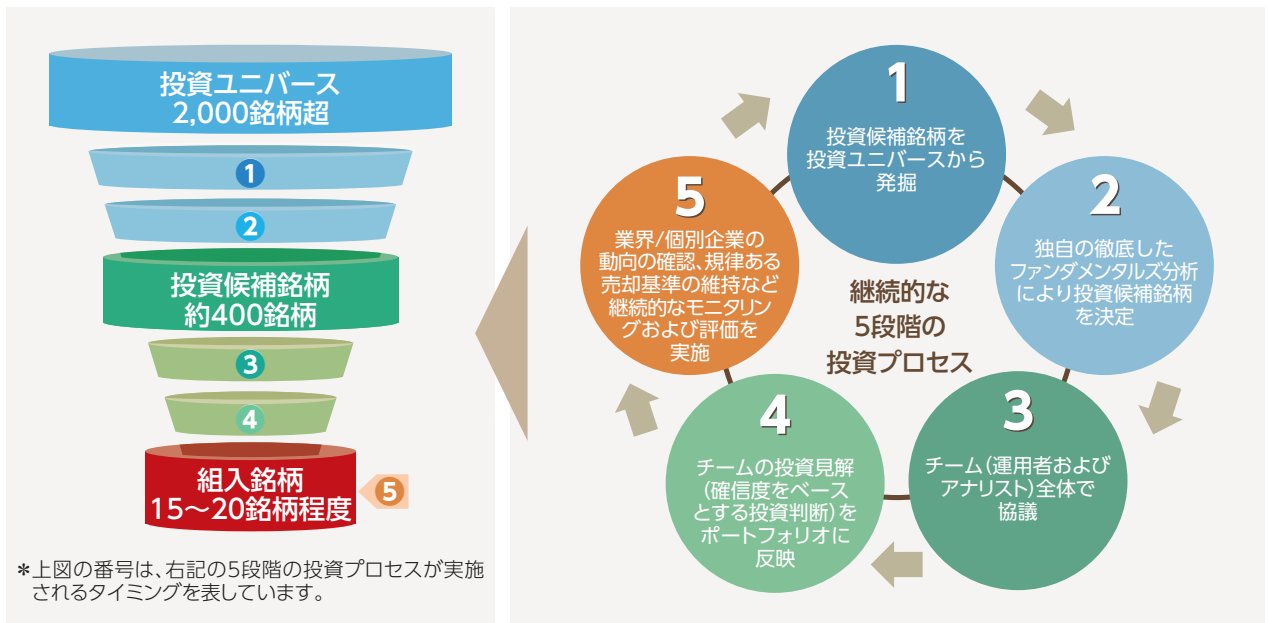 投資ユニバース
2,000銘柄超
1
2
投資候補銘柄
約400銘柄
3
4
組入銘柄
15～20銘柄程度
5
＊上図の番号は、右記の5段階の投資プロセスが実施
されるタイミングを表しています。
1
投資候補銘柄を
投資ユニバースから
発掘
2
独自の徹底した
ファンダメンタルズ分析
により投資候補銘柄
を決定
3
チーム（運用者および
アナリスト）全体で
協議
4
チームの投資見解
（確信度をベース
とする投資判断）を
ポートフォリオに
反映
5
業界/個別企業の
動向の確認、規律ある
売却基準の維持など
継続的なモニタリン
グおよび評価を
実施
継続的な
5段階の
投資プロセス